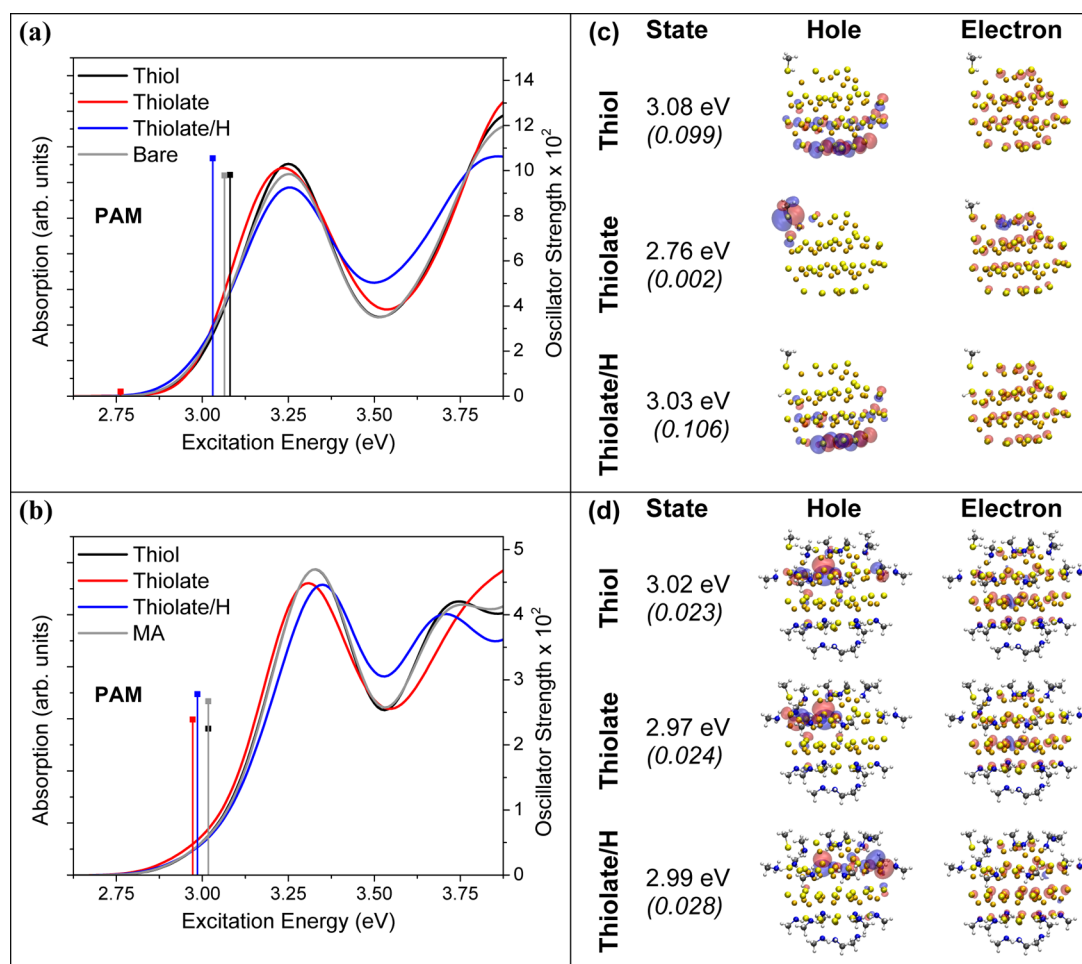 (a)
Thiol
Thiolate
Thiolate/H
Bare
PAM
Absorption (arb. units)
2.75 3.00 3.25 3.50 3.75
Excitation Energy (eV)
14
12
10
8
6
4
2
0
Oscillator Strength x 10²
(b)
Thiol
Thiolate
Thiolate/H
MA
PAM
Absorption (arb. units)
2.75 3.00 3.25 3.50 3.75
Excitation Energy (eV)
5
4
3
2
1
0
Oscillator Strength x 10²
(c) State Hole Electron
Thiol
3.08 eV
(0.099)
Thiolate
2.76 eV
(0.002)
Thiolate/H
3.03 eV
(0.106)
(d) State Hole Electron
Thiol
3.02 eV
(0.023)
Thiolate
2.97 eV
(0.024)
Thiolate/H
2.99 eV
(0.028)